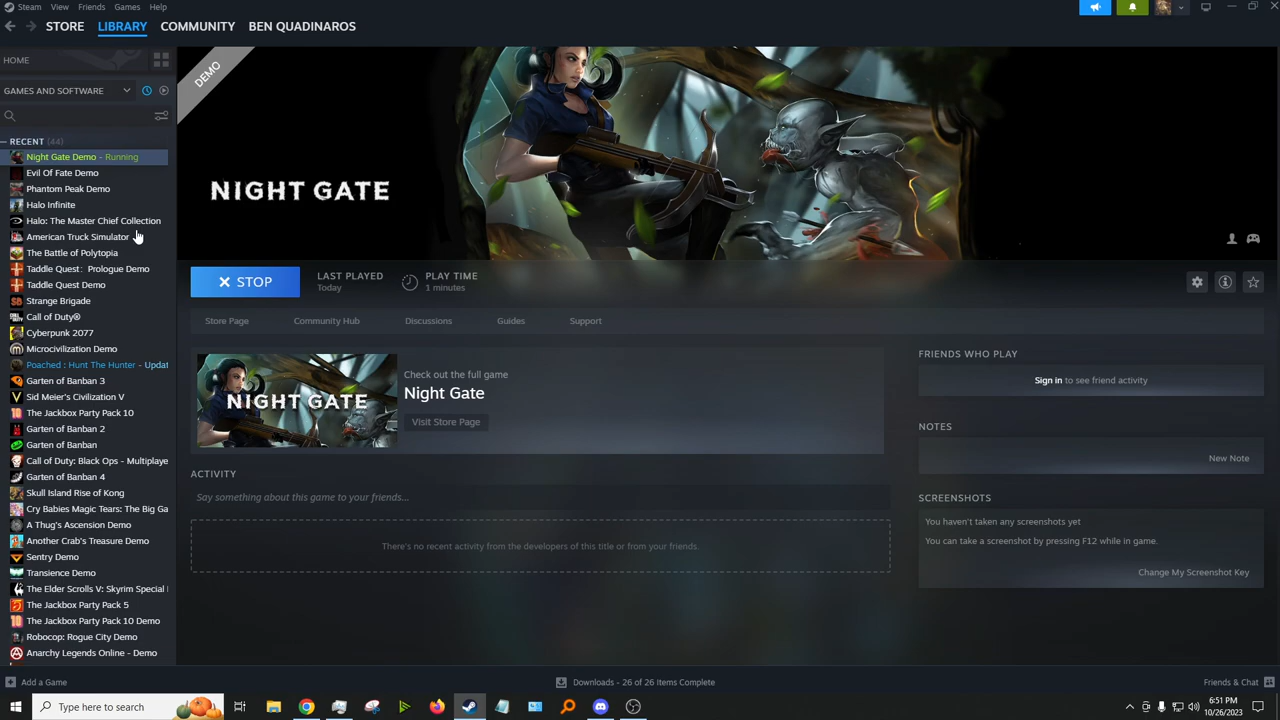 Steam View Friends Games Help
STORE LIBRARY COMMUNITY BEN QUADINAROS
HOME
GAMES AND SOFTWARE
RECENT (44)
Night Gate Demo - Running
Evil Of Fate Demo
Phantom Peak Demo
Halo Infinite
Halo: The Master Chief Collection
American Truck Simulator
The Battle of Polytopia
Taddle Quest：Prologue Demo
Taddle Quest Demo
Strange Brigade
Call of Duty®
Cyberpunk 2077
Microcivilization Demo
Poached : Hunt The Hunter - Updat
Garten of Banban 3
Sid Meier's Civilization V
The Jackbox Party Pack 10
Garten of Banban 2
Garten of Banban
Call of Duty: Black Ops - Multiplaye
Garten of Banban 4
Skull Island Rise of Kong
Cry Babies Magic Tears: The Big Ga
A Thug's Ascension Demo
Another Crab's Treasure Demo
Sentry Demo
Transience Demo
The Elder Scrolls V: Skyrim Special
The Jackbox Party Pack 5
The Jackbox Party Pack 10 Demo
Robocop: Rogue City Demo
Anarchy Legends Online - Demo
DEMO
NIGHT GATE
STOP
LAST PLAYED
Today
PLAY TIME
1 minutes
Store Page Community Hub Discussions Guides Support
NIGHT GATE
Check out the full game
Night Gate
Visit Store Page
ACTIVITY
Say something about this game to your friends...
There's no recent activity from the developers of this title or from your friends.
FRIENDS WHO PLAY
Sign in to see friend activity
NOTES
New Note
SCREENSHOTS
You haven't taken any screenshots yet
You can take a screenshot by pressing F12 while in game.
Change My Screenshot Key
Add a Game
Downloads - 26 of 26 Items Complete
Friends & Chat
Type here to search
6:51 PM
10/26/2023